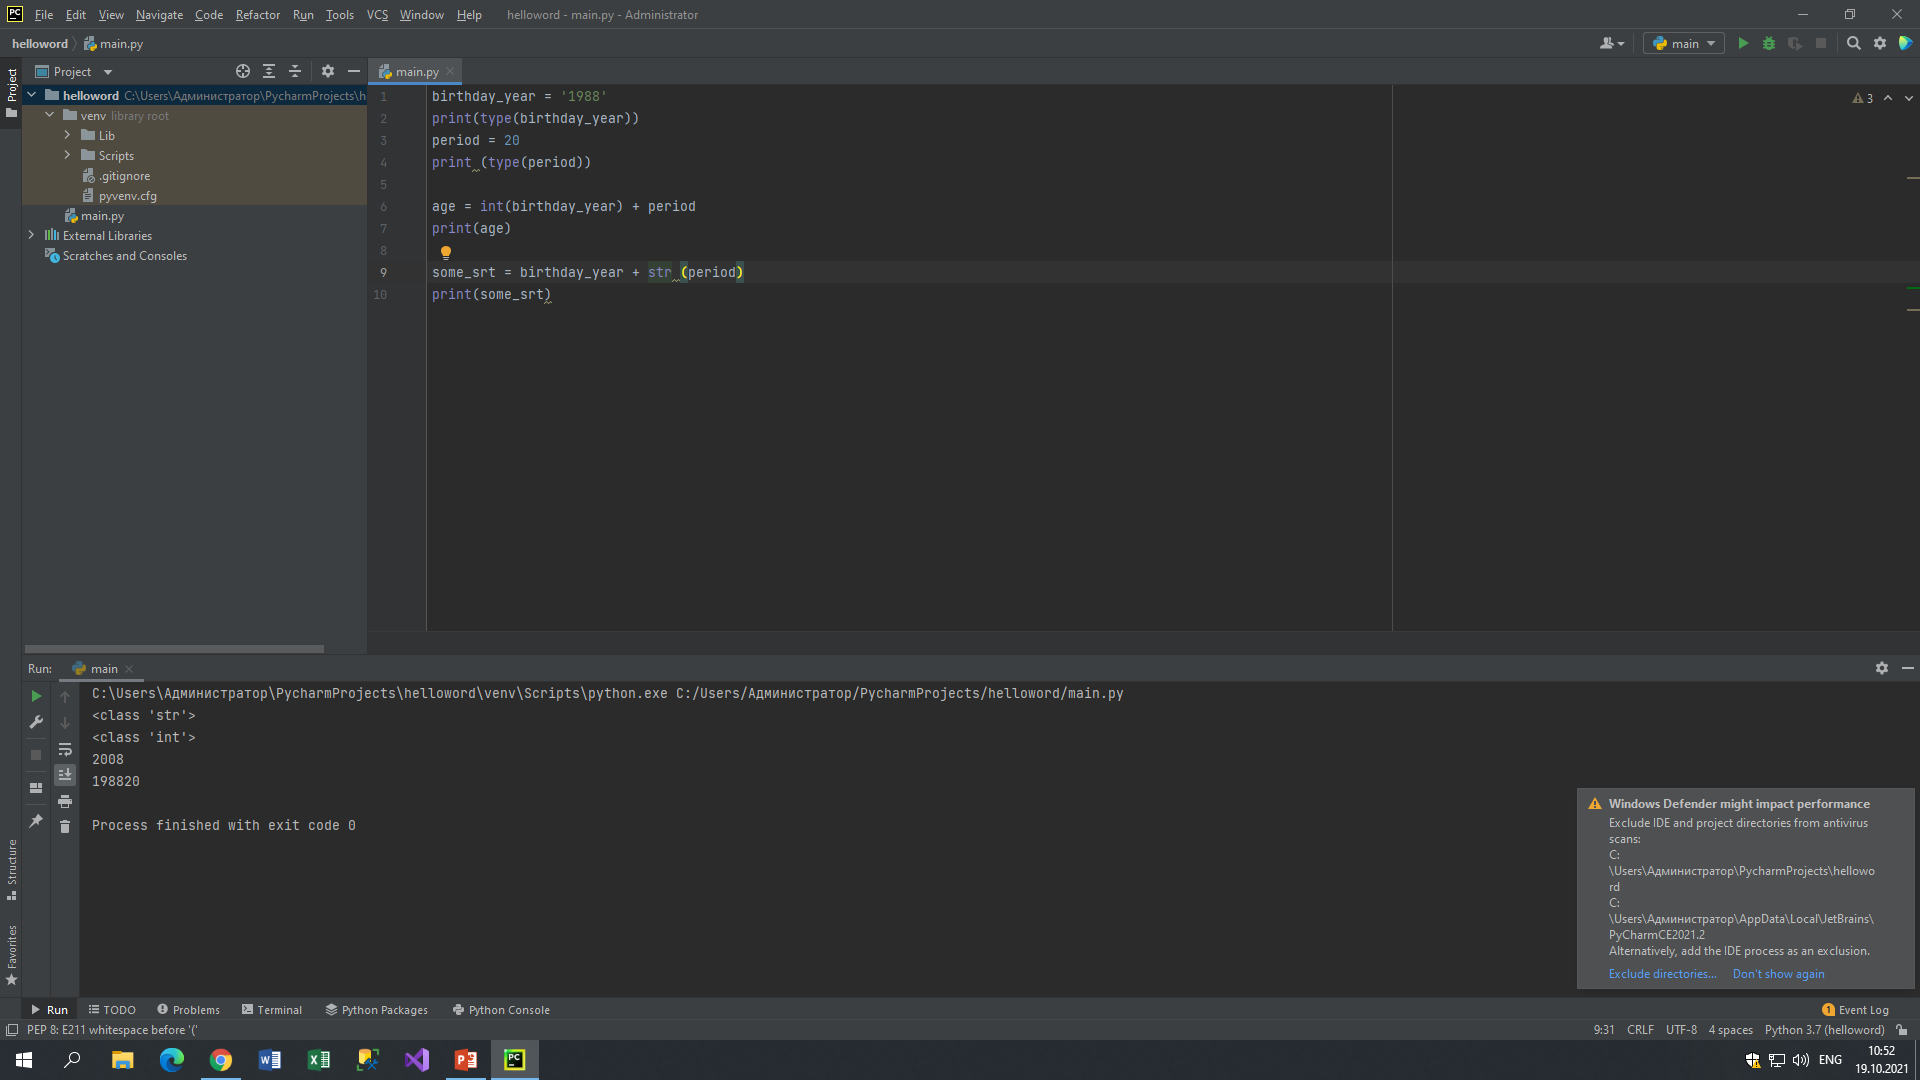 PC File Edit View Navigate Code Refactor Run Tools VCS Window Help helloword - main.py - Administrator
helloword main.py
main
Project
Project
main.py
helloword C:\Users\Администратор\PycharmProjects\h
venv library root
Lib
Scripts
.gitignore
pyvenv.cfg
main.py
External Libraries
Scratches and Consoles
1 birthday_year = '1988'
2 print(type(birthday_year))
3 period = 20
4 print (type(period))
5
6 age = int(birthday_year) + period
7 print(age)
8
9 some_srt = birthday_year + str (period)
10 print(some_srt)
3
Run: main
C:\Users\Администратор\PycharmProjects\helloword\venv\Scripts\python.exe C:/Users/Администратор/PycharmProjects/helloword/main.py
<class 'str'>
<class 'int'>
2008
198820
Process finished with exit code 0
Structure
Favorites
Windows Defender might impact performance
Exclude IDE and project directories from antivirus
scans:
C:
\Users\Администратор\PycharmProjects\hellowo
rd
C:
\Users\Администратор\AppData\Local\JetBrains\
PyCharmCE2021.2
Alternatively, add the IDE process as an exclusion.
Exclude directories... Don't show again
Run TODO Problems Terminal Python Packages Python Console 1 Event Log
PEP 8: E211 whitespace before '(' 9:31 CRLF UTF-8 4 spaces Python 3.7 (helloword)
ENG
10:52
19.10.2021